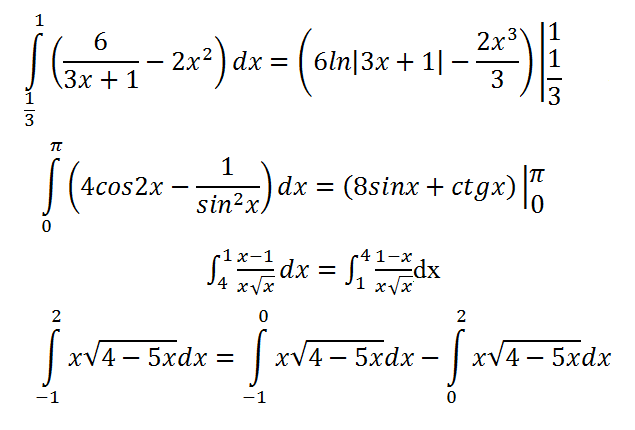 ∫_{1/3}^{1} (6/(3x + 1) − 2x²) dx = (6ln|3x + 1| − 2x³/3) |_{1/3}^{1}
∫_{0}^{π} (4cos2x − 1/sin²x) dx = (8sinx + ctgx) |_{0}^{π}
∫_{4}^{1} (x−1)/(x√x) dx = ∫_{1}^{4} (1−x)/(x√x) dx
∫_{−1}^{2} x√(4 − 5x)dx = ∫_{−1}^{0} x√(4 − 5x)dx − ∫_{0}^{2} x√(4 − 5x)dx